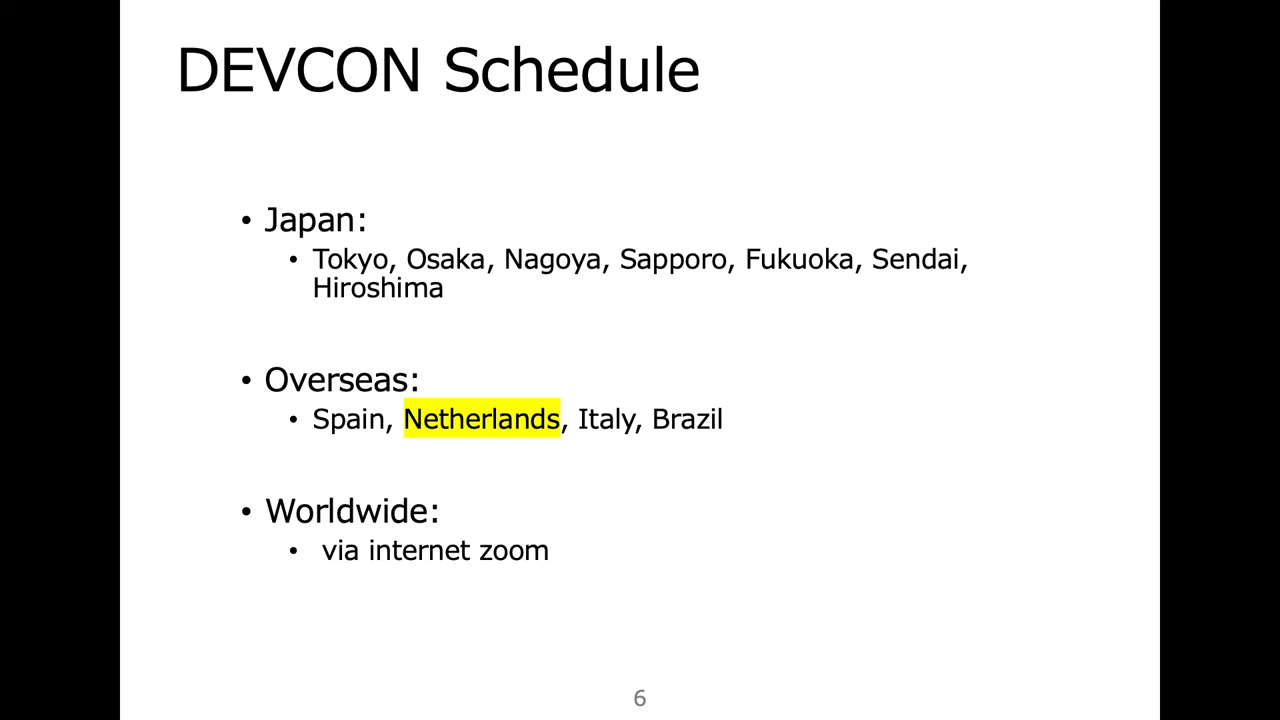 DEVCON Schedule
• Japan:
• Tokyo, Osaka, Nagoya, Sapporo, Fukuoka, Sendai,
Hiroshima
• Overseas:
• Spain, Netherlands, Italy, Brazil
• Worldwide:
• via internet zoom
6